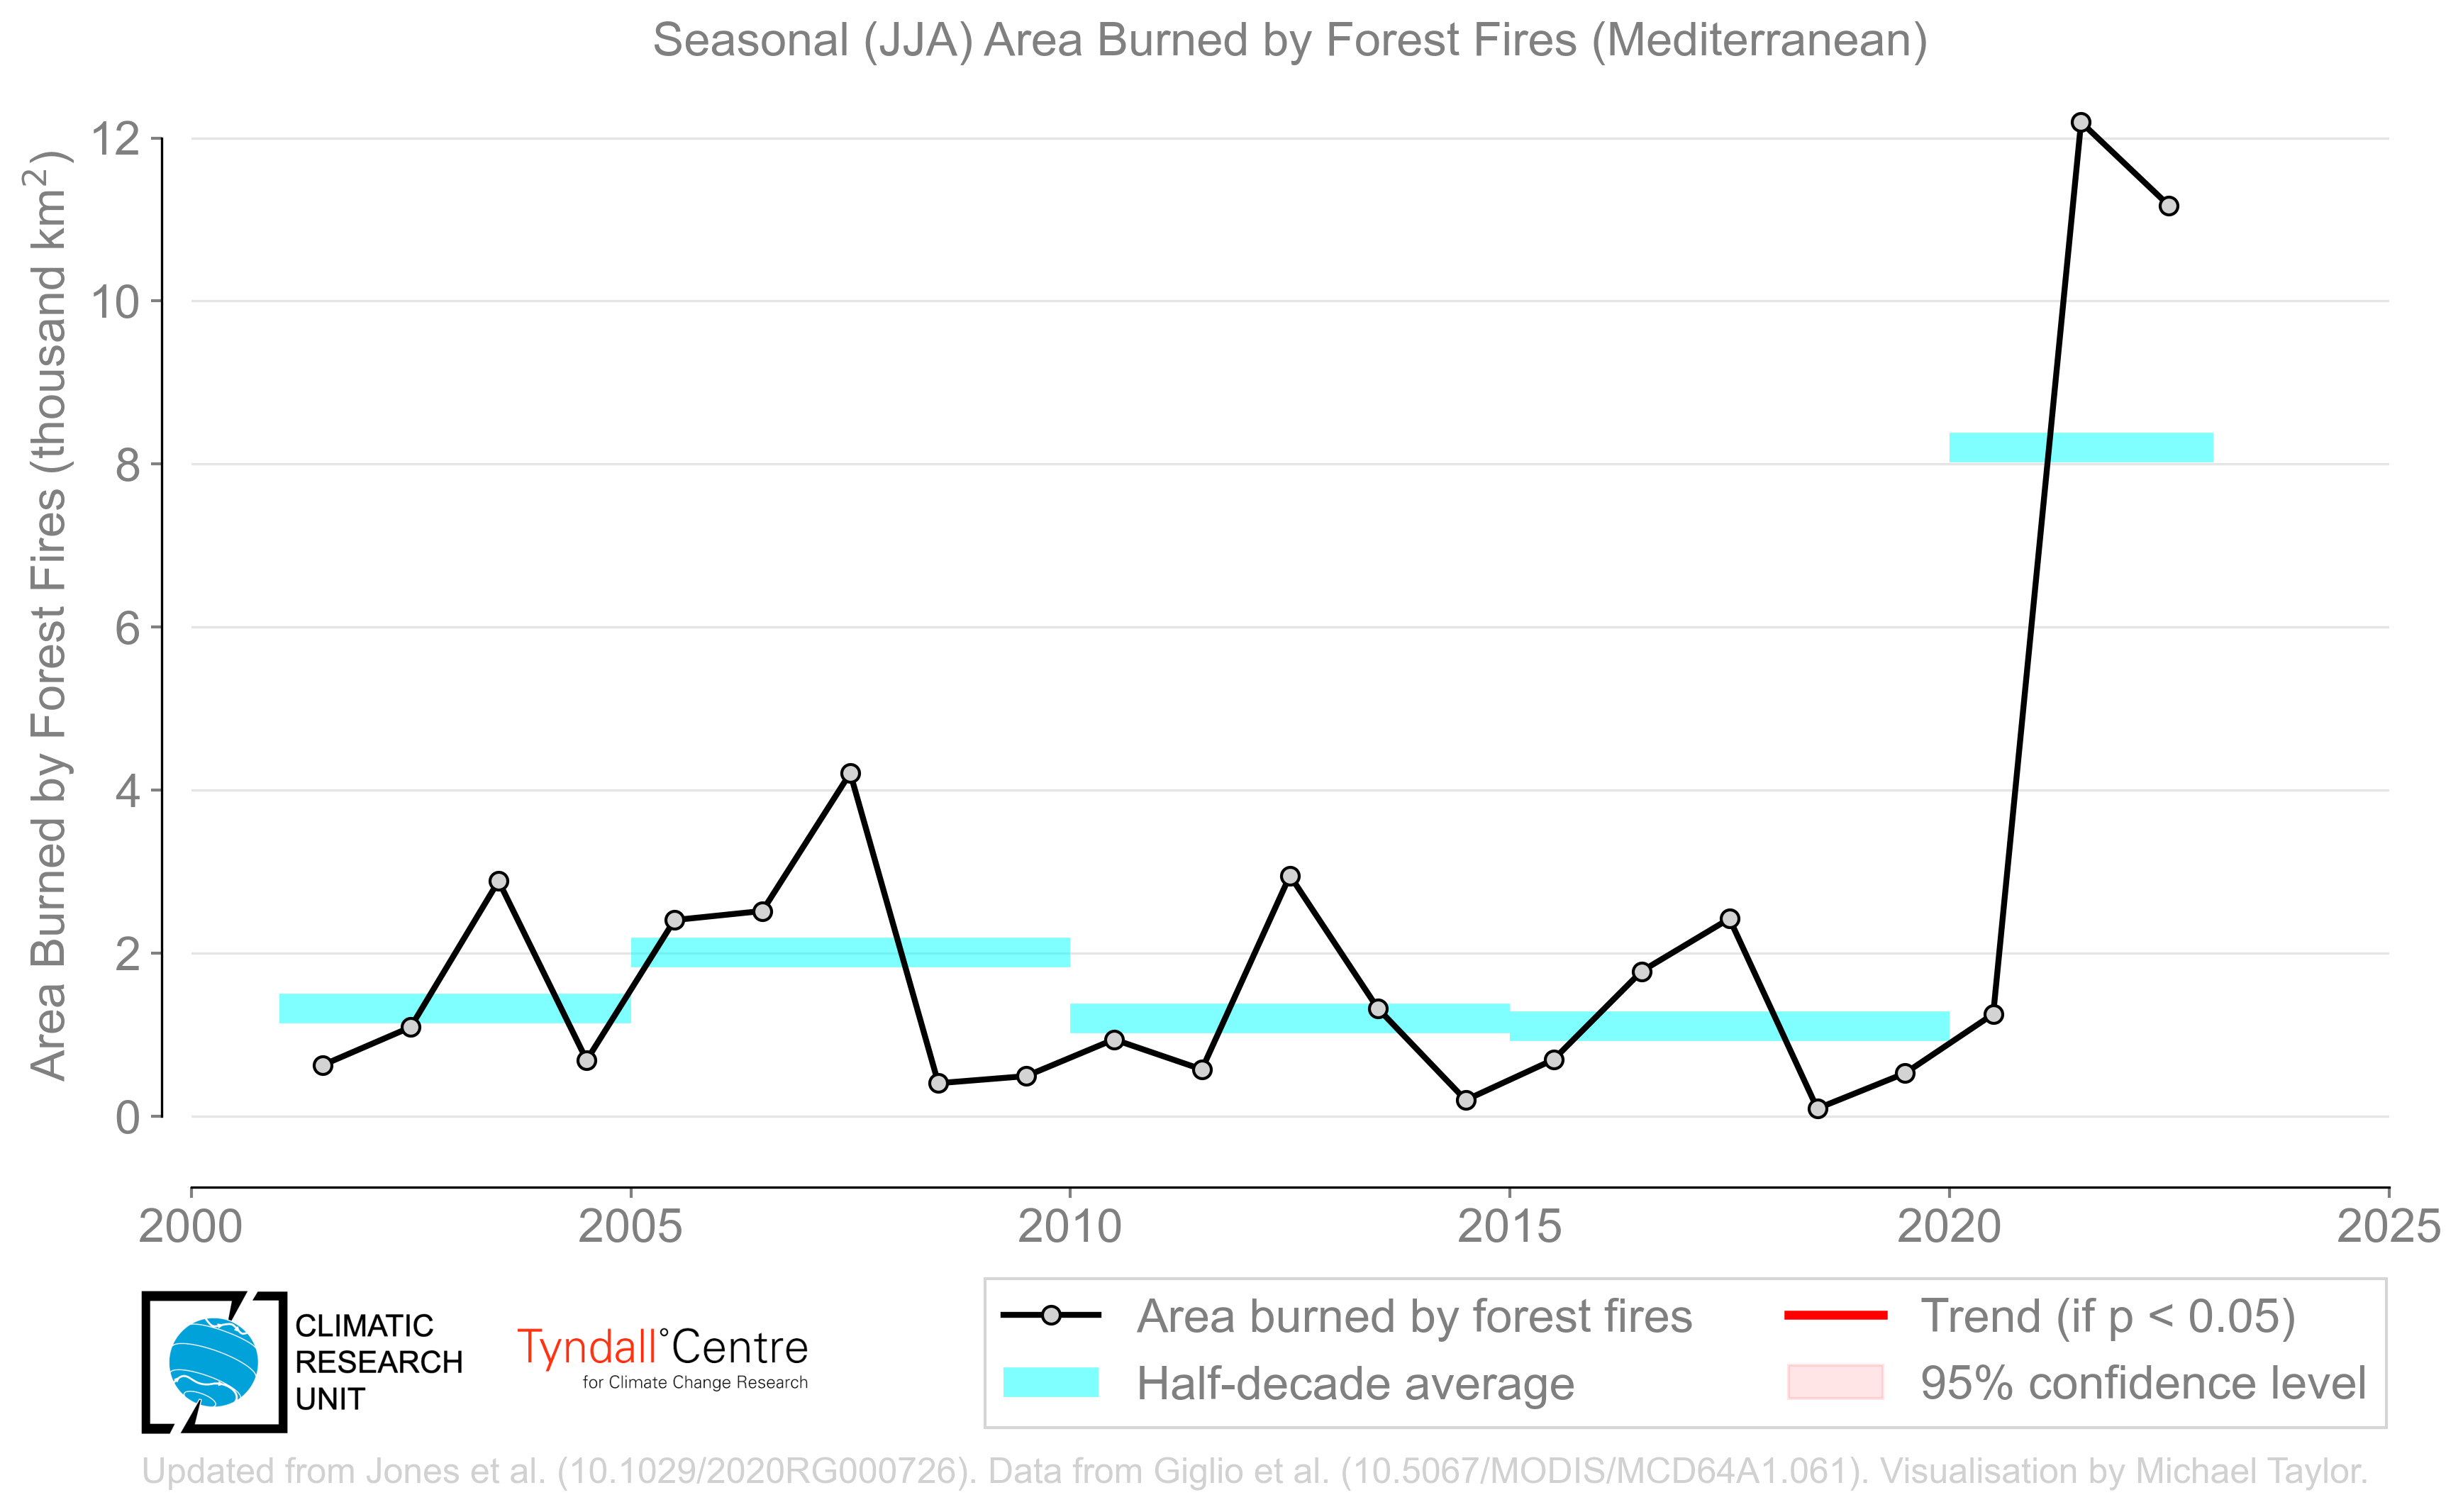 Seasonal (JJA) Area Burned by Forest Fires (Mediterranean)
Area Burned by Forest Fires (thousand km²)
12
10
8
6
4
2
0
2000 2005 2010 2015 2020 2025
CLIMATIC
RESEARCH
UNIT
Tyndall°Centre
for Climate Change Research
Area burned by forest fires
Half-decade average
Trend (if p < 0.05)
95% confidence level
Updated from Jones et al. (10.1029/2020RG000726). Data from Giglio et al. (10.5067/MODIS/MCD64A1.061). Visualisation by Michael Taylor.